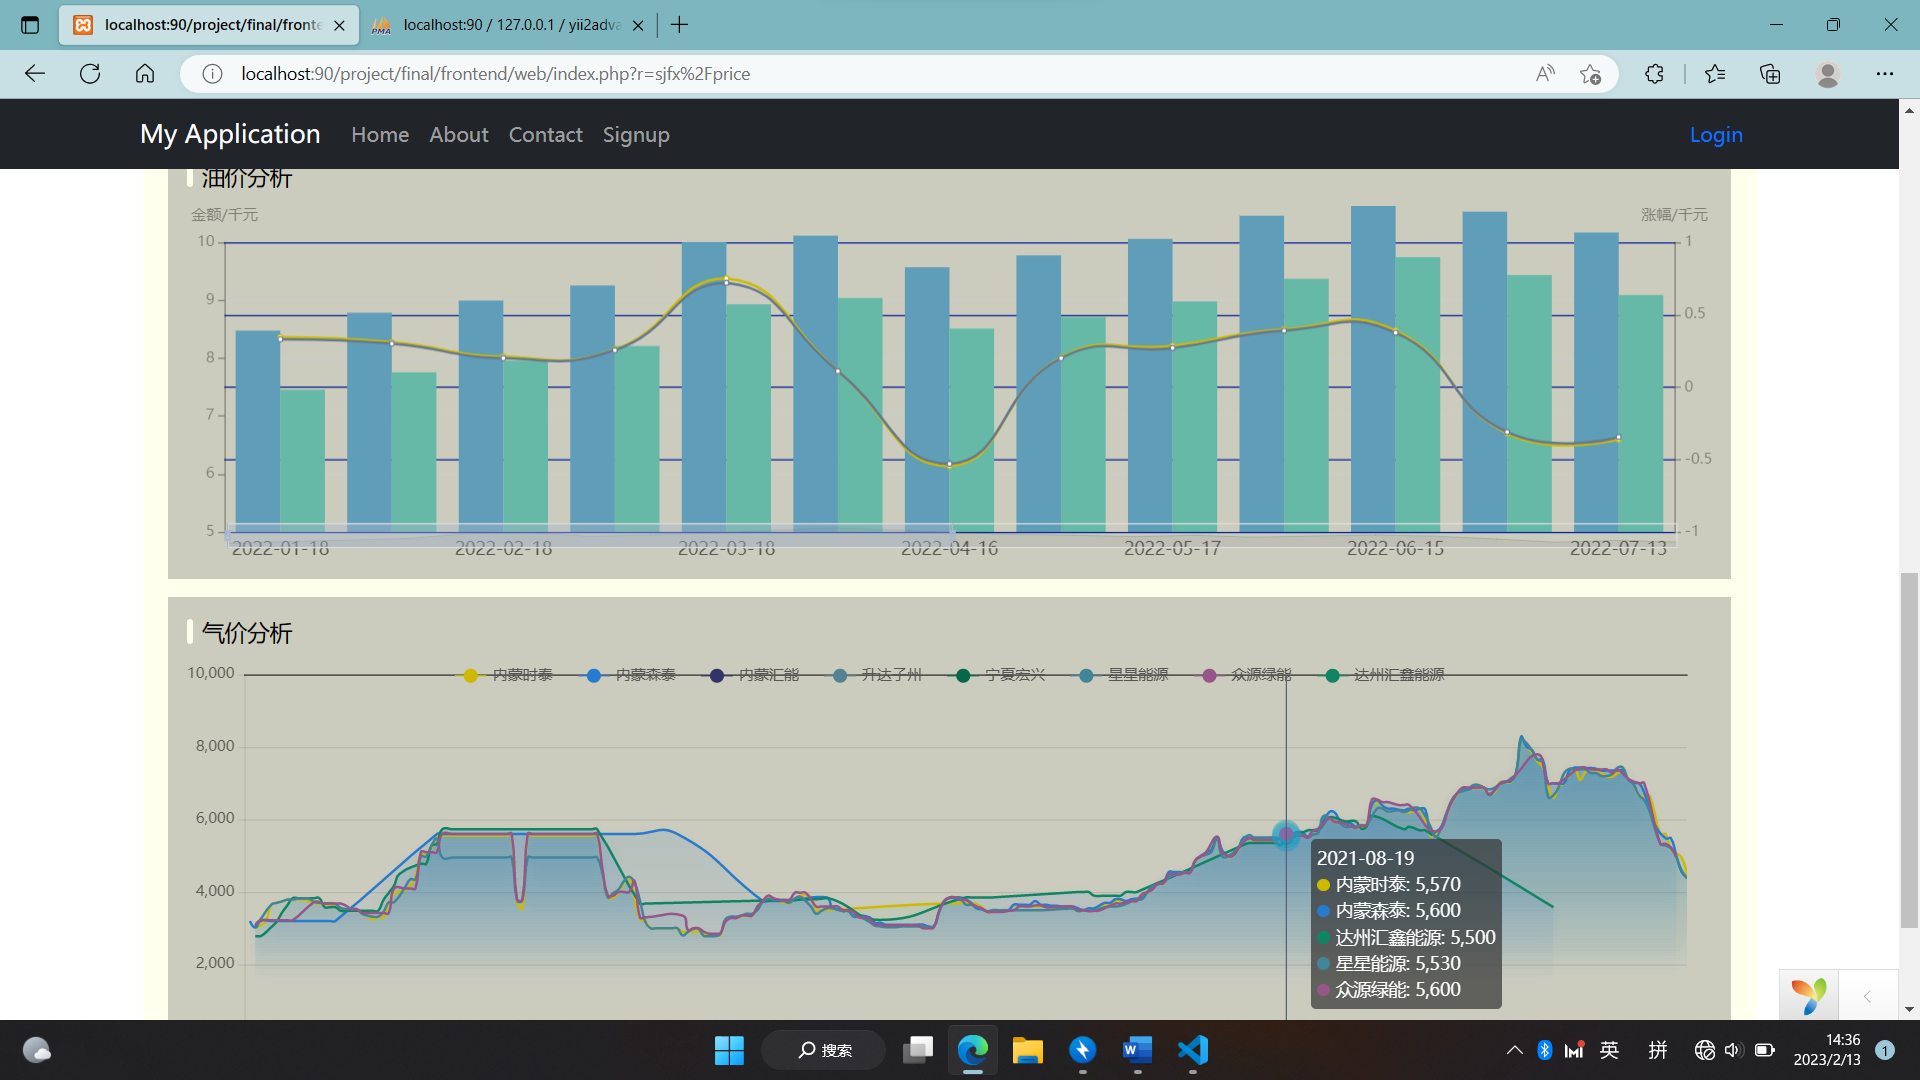 localhost:90/project/final/fronte
localhost:90 / 127.0.0.1 / yii2adva
localhost:90/project/final/frontend/web/index.php?r=sjfx%2Fprice
My Application Home About Contact Signup Login
油价分析
金额/千元 涨幅/千元
10 1
9
0.5
8
0
7
6 -0.5
5 -1
2022-01-18 2022-02-18 2022-03-18 2022-04-16 2022-05-17 2022-06-15 2022-07-13
气价分析
10,000 内蒙时泰 内蒙森泰 内蒙汇能 升达子州 宁夏宏兴 星星能源 众源绿能 达州汇鑫能源
8,000
6,000
4,000
2,000
2021-08-19
内蒙时泰: 5,570
内蒙森泰: 5,600
达州汇鑫能源: 5,500
星星能源: 5,530
众源绿能: 5,600
搜索
英 拼
14:36
2023/2/13
1